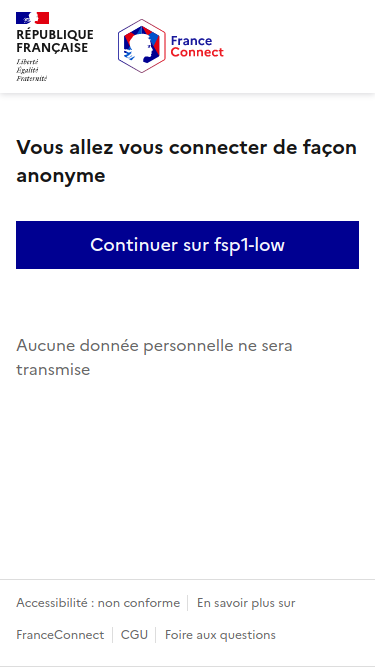 RÉPUBLIQUE
FRANÇAISE
Liberté
Égalité
Fraternité
France
Connect
Vous allez vous connecter de façon
anonyme
Continuer sur fsp1-low
Aucune donnée personnelle ne sera
transmise
Accessibilité : non conforme
En savoir plus sur
FranceConnect
CGU
Foire aux questions